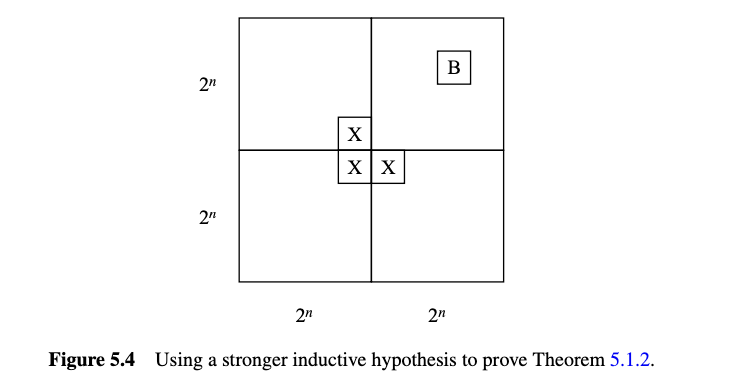 B
2ⁿ
X
X X
2ⁿ
2ⁿ 2ⁿ
Figure 5.4 Using a stronger inductive hypothesis to prove Theorem 5.1.2.